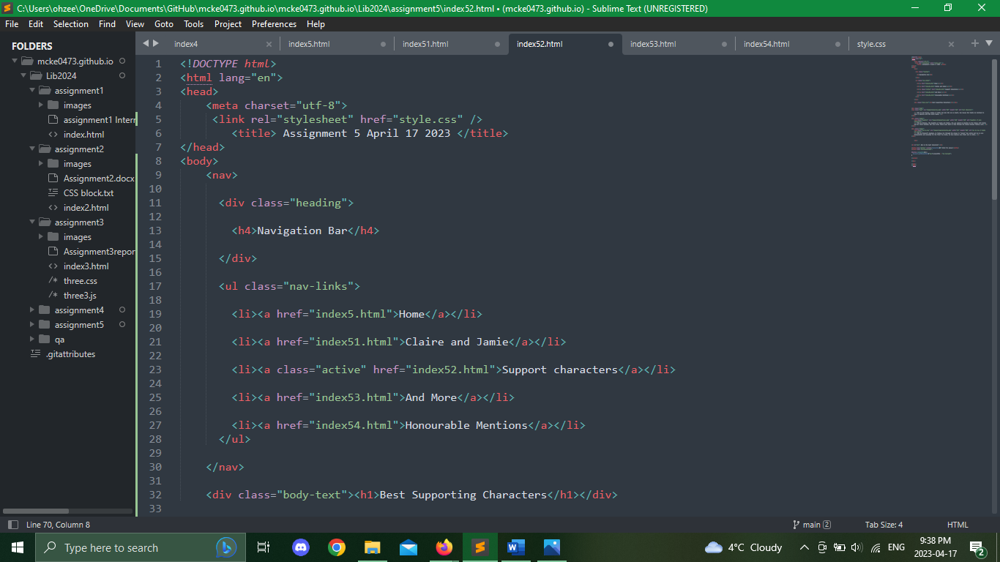 C:\Users\ohzee\OneDrive\Documents\GitHub\mcke0473.github.io\mcke0473.github.io\Lib2024\assignment5\index52.html • (mcke0473.github.io) - Sublime Text (UNREGISTERED)
File Edit Selection Find View Goto Tools Project Preferences Help
FOLDERS
mcke0473.github.io
Lib2024
assignment1
images
assignment1 Interr
index.html
assignment2
images
Assignment2.docx
CSS block.txt
index2.html
assignment3
images
Assignment3repor
index3.html
three.css
three3.js
assignment4
assignment5
qa
.gitattributes
index4 index5.html index51.html index52.html index53.html index54.html style.css
1 <!DOCTYPE html>
2 <html lang="en">
3 <head>
4 <meta charset="utf-8">
5 <link rel="stylesheet" href="style.css" />
6 <title> Assignment 5 April 17 2023 </title>
7 </head>
8 <body>
9 <nav>
10
11 <div class="heading">
12
13 <h4>Navigation Bar</h4>
14
15 </div>
16
17 <ul class="nav-links">
18
19 <li><a href="index5.html">Home</a></li>
20
21 <li><a href="index51.html">Claire and Jamie</a></li>
22
23 <li><a class="active" href="index52.html">Support characters</a></li>
24
25 <li><a href="index53.html">And More</a></li>
26
27 <li><a href="index54.html">Honourable Mentions</a></li>
28 </ul>
29
30 </nav>
31
32 <div class="body-text"><h1>Best Supporting Characters</h1></div>
33
Line 70, Column 8 main 2 Tab Size: 4 HTML
Type here to search
4°C Cloudy ENG 9:38 PM
2023-04-17 2